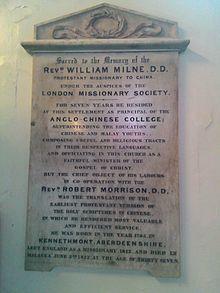 Sacred to the Memory of the
Revd. WILLIAM MILNE, D.D.
PROTESTANT MISSIONARY TO CHINA,
UNDER THE AUSPICES OF THE
LONDON MISSIONARY SOCIETY.
FOR SEVEN YEARS HE RESIDED
AT THIS SETTLEMENT AS PRINCIPAL OF THE
ANGLO-CHINESE COLLEGE;
SUPERINTENDING THE EDUCATION OF
CHINESE AND MALAY YOUTHS,
COMPOSING USEFUL AND RELIGIOUS TRACTS
IN THEIR RESPECTIVE LANGUAGES,
AND OFFICIATING IN THIS CHURCH AS A
FAITHFUL MINISTER OF THE
GOSPEL OF CHRIST.
BUT THE CHIEF OBJECT OF HIS LABOURS
IN CO-OPERATION WITH THE
Revd. ROBERT MORRISON, D.D.
WAS THE TRANSLATION OF THE
EARLIEST PROTESTANT VERSION OF
THE HOLY SCRIPTURES IN CHINESE,
IN WHICH HE RENDERED MOST VALUABLE
AND EFFICIENT SERVICE.
HE WAS BORN IN THE YEAR 1785, IN
KENNETHMONT, ABERDEENSHIRE,
LEFT ENGLAND AS A MISSIONARY 1812, AND DIED IN
MALACCA JUNE 2ND 1822, AT THE AGE OF THIRTY SEVEN.